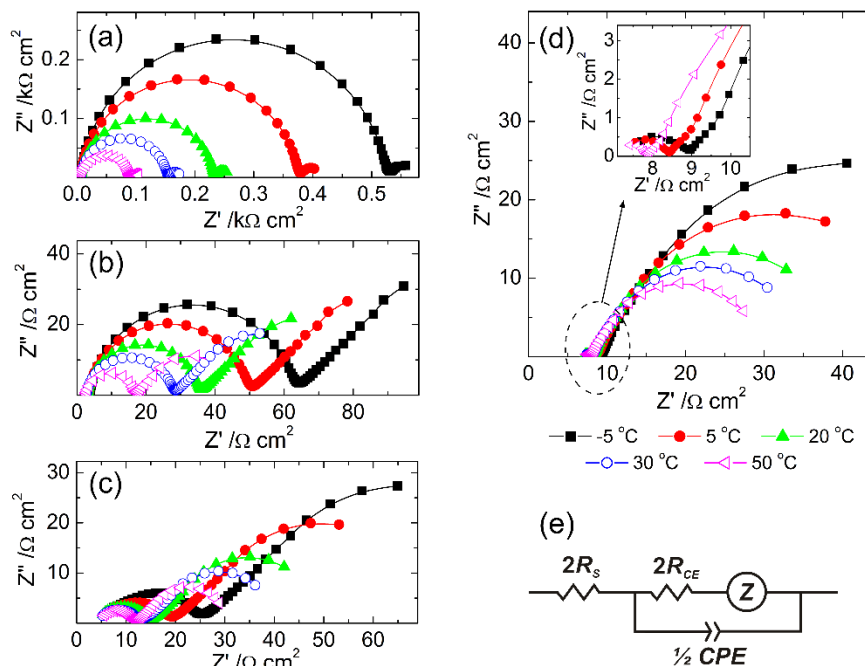 (a)
0.2
0.1
Z" /kΩ cm²
0.0 0.1 0.2 0.3 0.4 0.5
Z' /kΩ cm²
(b)
40
30
20
10
Z" /Ω cm²
0 20 40 60 80
Z' /Ω cm²
(c)
30
20
10
0
Z" /Ω cm²
0 10 20 30 40 50 60
Z' /Ω cm²
(d)
40
30
20
10
Z" /Ω cm²
0 10 20 30 40
Z' /Ω cm²
3
2
1
0
Z" /Ω cm²
8 9 10
Z' /Ω cm²
-5 °C 5 °C 20 °C
30 °C 50 °C
(e)
2R_S 2R_CE Z
½ CPE